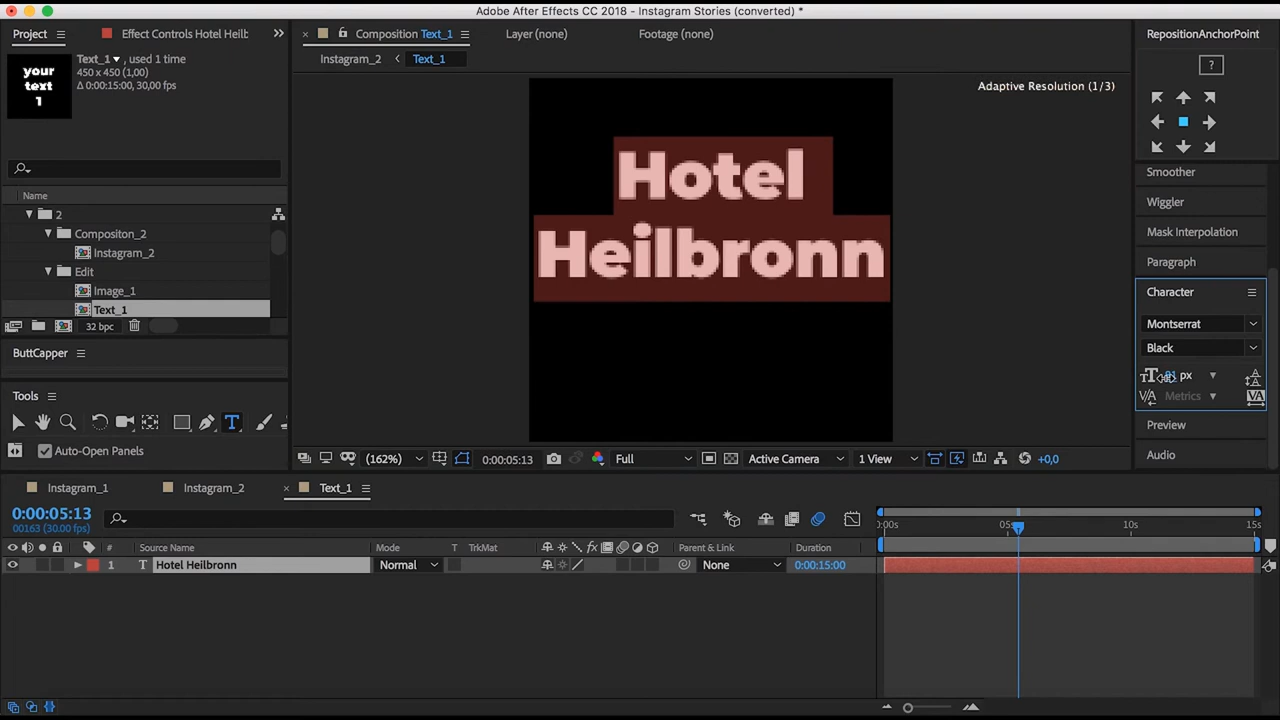 Adobe After Effects CC 2018 - Instagram Stories (converted) *
Project
Effect Controls Hotel Heilb
Composition Text_1
Layer (none)
Footage (none)
RepositionAnchorPoint
Instagram_2
Text_1
?
your
text
1
Text_1 , used 1 time
450 x 450 (1,00)
Δ 0:00:15:00, 30,00 fps
Adaptive Resolution (1/3)
Hotel
Heilbronn
Name
2
Compositon_2
Instagram_2
Edit
Image_1
Text_1
32 bpc
ButtCapper
Tools
Auto-Open Panels
Smoother
Wiggler
Mask Interpolation
Paragraph
Character
Montserrat
Black
px
Metrics
Preview
Audio
(162%)
0:00:05:13
Full
Active Camera
1 View
+0,0
Instagram_1
Instagram_2
Text_1
0:00:05:13
00163 (30.00 fps)
:00s
05s
10s
15s
#
Source Name
Mode
T
TrkMat
Parent & Link
Duration
1
T
Hotel Heilbronn
Normal
None
0:00:15:00